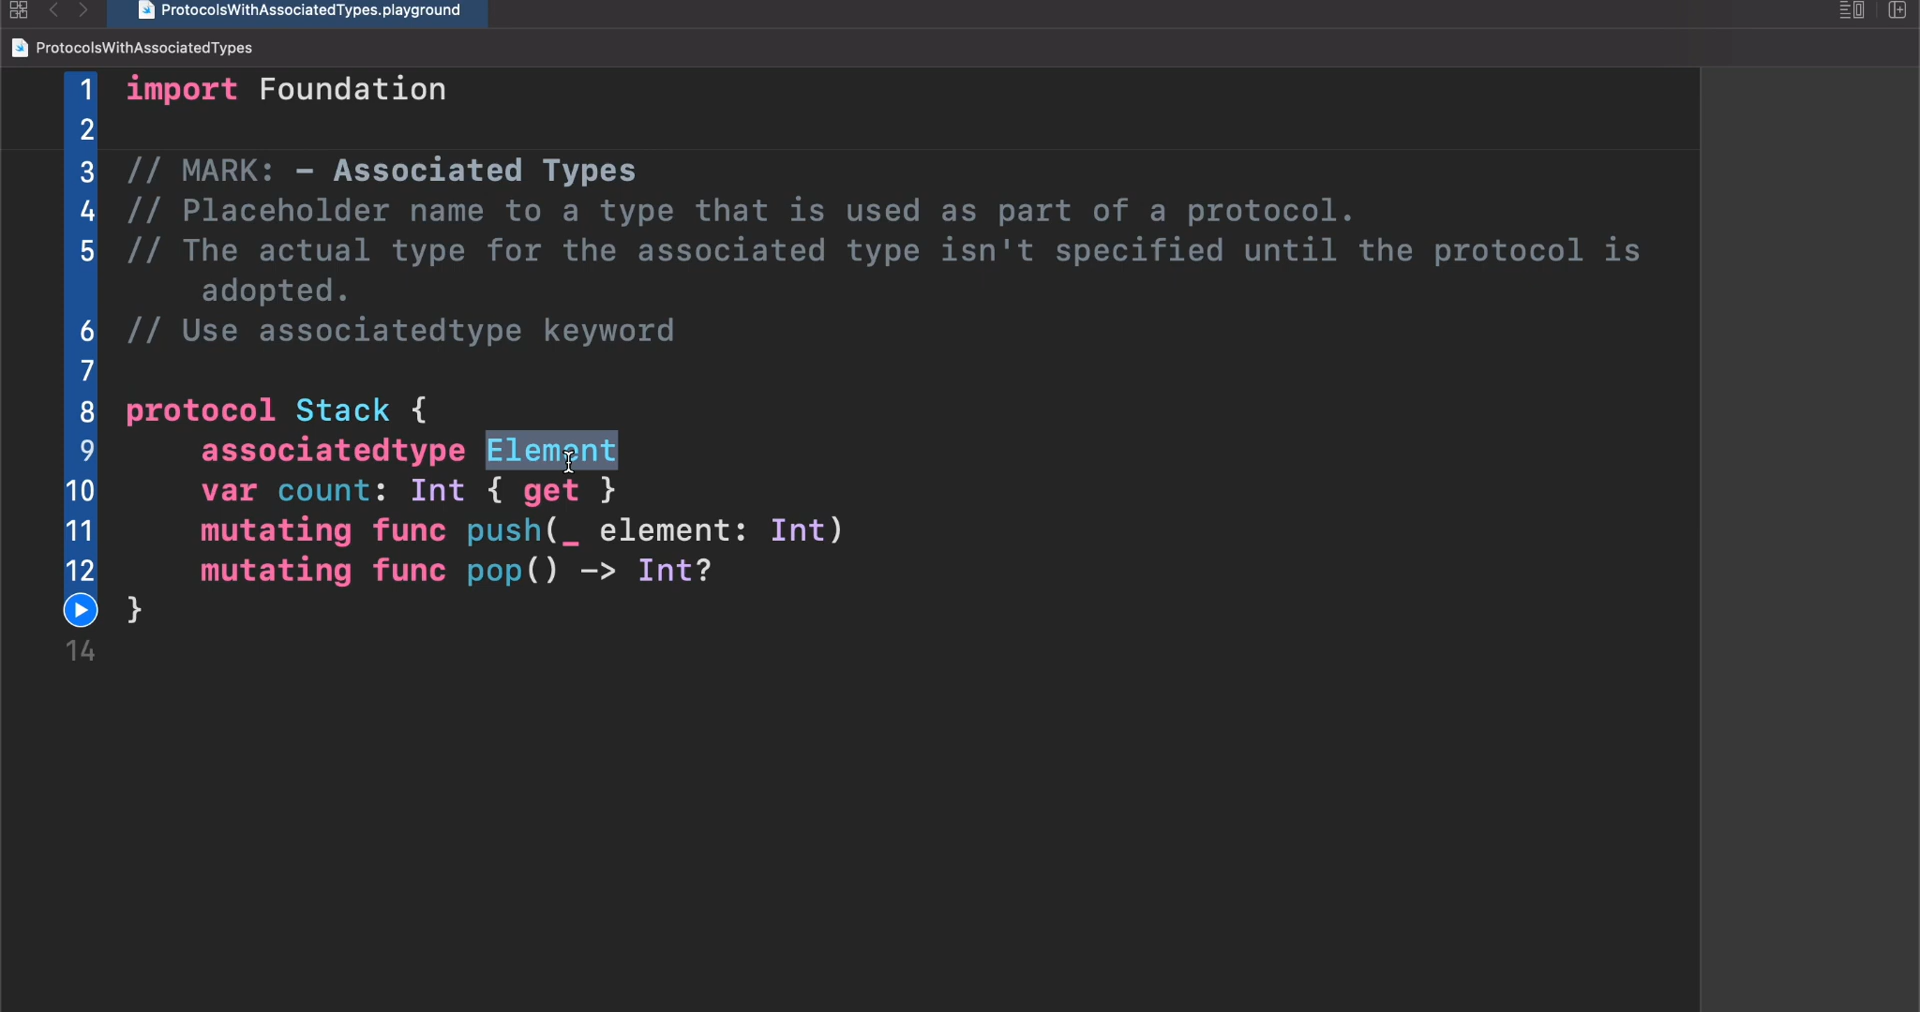 ProtocolsWithAssociatedTypes.playground
ProtocolsWithAssociatedTypes
1 import Foundation
2
3 // MARK: - Associated Types
4 // Placeholder name to a type that is used as part of a protocol.
5 // The actual type for the associated type isn't specified until the protocol is
adopted.
6 // Use associatedtype keyword
7
8 protocol Stack {
9 associatedtype Element
10 var count: Int { get }
11 mutating func push(_ element: Int)
12 mutating func pop() -> Int?
}
14